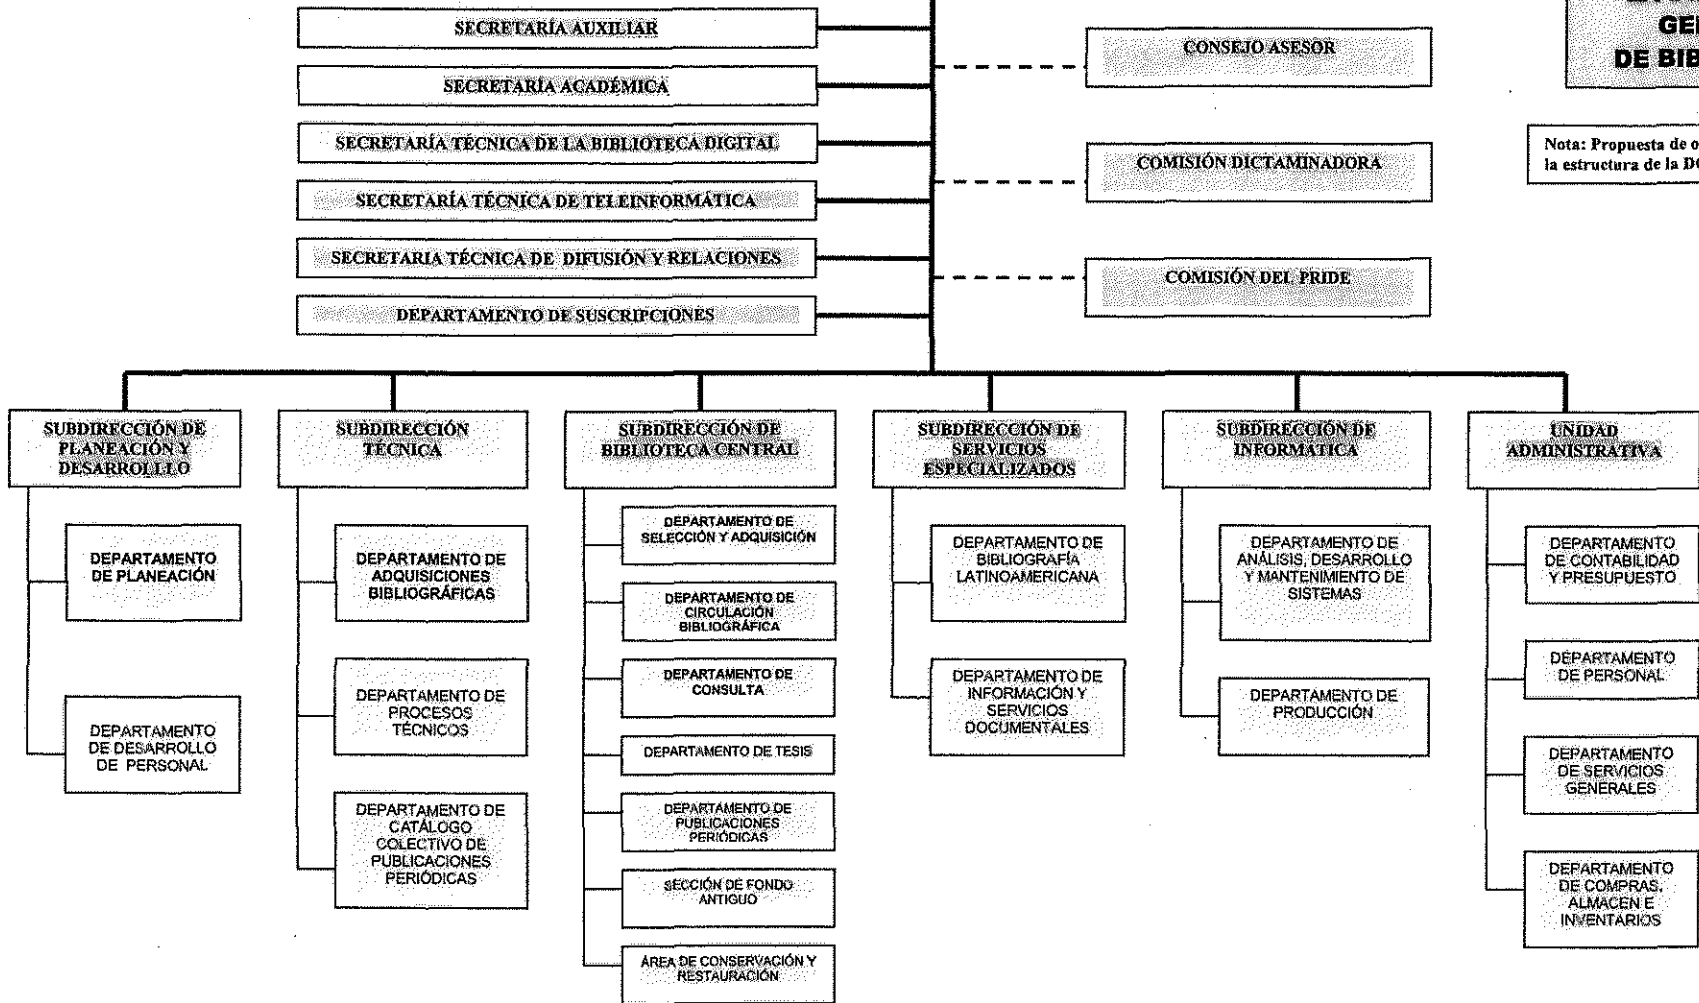 SECRETARÍA AUXILIAR
SECRETARÍA ACADÉMICA
SECRETARÍA TÉCNICA DE LA BIBLIOTECA DIGITAL
SECRETARÍA TÉCNICA DE TELEINFORMÁTICA
SECRETARIA TÉCNICA DE DIFUSIÓN Y RELACIONES
DEPARTAMENTO DE SUSCRIPCIONES
CONSEJO ASESOR
COMISIÓN DICTAMINADORA
COMISIÓN DEL PRIDE
GE
DE BIB
Nota: Propuesta de o
la estructura de la D
SUBDIRECCIÓN DE
PLANEACIÓN Y
DESARROLLO
DEPARTAMENTO
DE PLANEACIÓN
DEPARTAMENTO
DE DESARROLLO
DE PERSONAL
SUBDIRECCIÓN
TÉCNICA
DEPARTAMENTO DE
ADQUISICIONES
BIBLIOGRÁFICAS
DEPARTAMENTO DE
PROCESOS
TÉCNICOS
DEPARTAMENTO DE
CATÁLOGO
COLECTIVO DE
PUBLICACIONES
PERIÓDICAS
SUBDIRECCIÓN DE
BIBLIOTECA CENTRAL
DEPARTAMENTO DE
SELECCIÓN Y ADQUISICIÓN
DEPARTAMENTO DE
CIRCULACIÓN
BIBLIOGRÁFICA
DEPARTAMENTO DE
CONSULTA
DEPARTAMENTO DE TESIS
DEPARTAMENTO DE
PUBLICACIONES
PERIÓDICAS
SECCIÓN DE FONDO
ANTIGUO
ÁREA DE CONSERVACIÓN Y
RESTAURACIÓN
SUBDIRECCIÓN DE
SERVICIOS
ESPECIALIZADOS
DEPARTAMENTO DE
BIBLIOGRAFÍA
LATINOAMERICANA
DEPARTAMENTO DE
INFORMACIÓN Y
SERVICIOS
DOCUMENTALES
SUBDIRECCIÓN DE
INFORMÁTICA
DEPARTAMENTO DE
ANÁLISIS, DESARROLLO
Y MANTENIMIENTO DE
SISTEMAS
DEPARTAMENTO DE
PRODUCCIÓN
UNIDAD
ADMINISTRATIVA
DEPARTAMENTO
DE CONTABILIDAD
Y PRESUPUESTO
DEPARTAMENTO
DE PERSONAL
DEPARTAMENTO
DE SERVICIOS
GENERALES
DEPARTAMENTO
DE COMPRAS,
ALMACEN E
INVENTARIOS